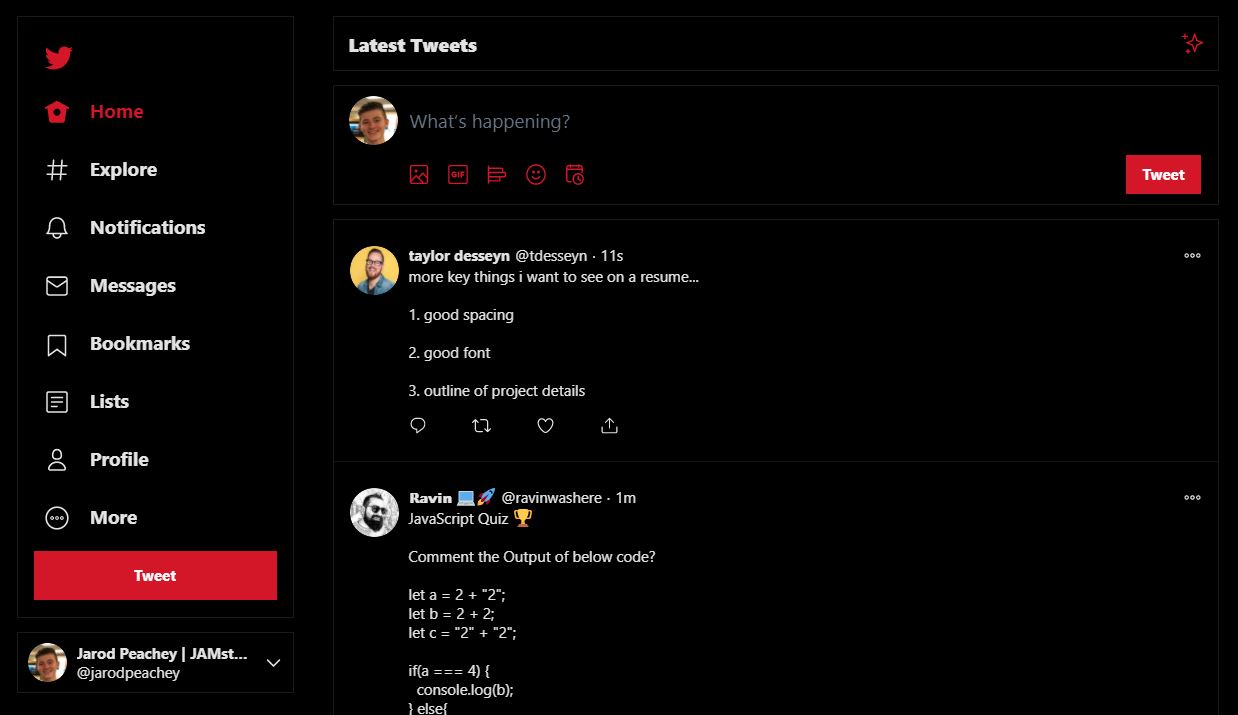 Home
Explore
Notifications
Messages
Bookmarks
Lists
Profile
More
Tweet
Jarod Peachey | JAMst...
@jarodpeachey
Latest Tweets
What's happening?
GIF
Tweet
taylor desseyn @tdesseyn · 11s
more key things i want to see on a resume...
1. good spacing
2. good font
3. outline of project details
Ravin 💻🚀 @ravinwashere · 1m
JavaScript Quiz 🏆
Comment the Output of below code?
let a = 2 + "2";
let b = 2 + 2;
let c = "2" + "2";
if(a === 4) {
console.log(b);
} else{